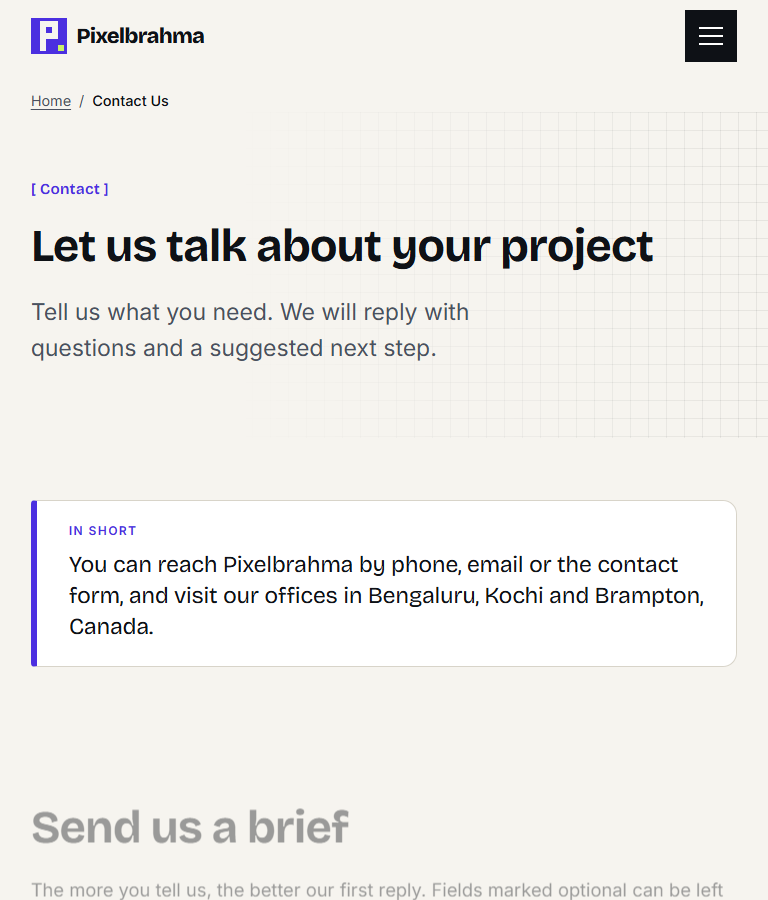 Pixelbrahma
Home / Contact Us
[ Contact ]
Let us talk about your project
Tell us what you need. We will reply with
questions and a suggested next step.
IN SHORT
You can reach Pixelbrahma by phone, email or the contact
form, and visit our offices in Bengaluru, Kochi and Brampton,
Canada.
Send us a brief
The more you tell us, the better our first reply. Fields marked optional can be left